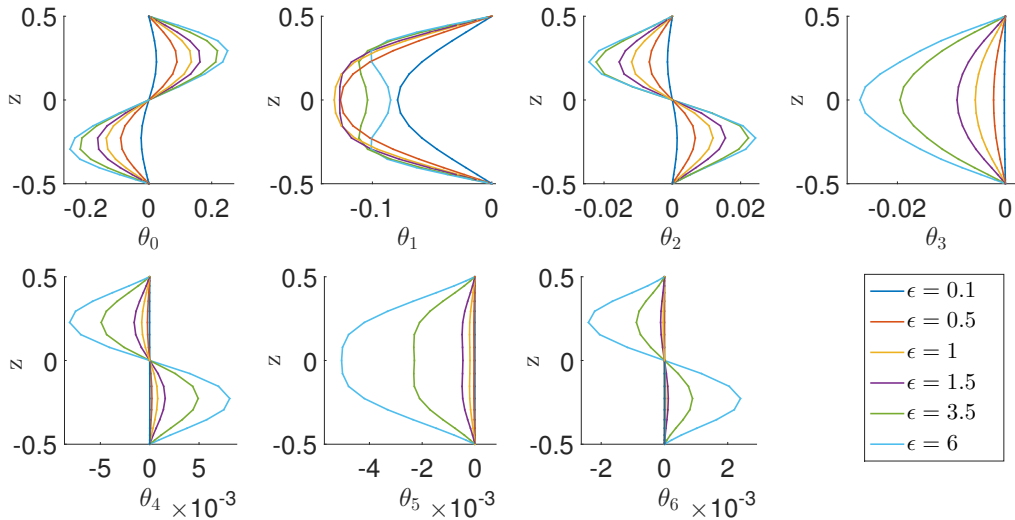 0.5 0.5 0.5 0.5
z z z z
0 0 0 0
-0.5 -0.5 -0.5 -0.5
-0.2 0 0.2 -0.1 0 -0.02 0 0.02 -0.02 0
θ₀ θ₁ θ₂ θ₃
0.5 0.5 0.5
z z z
0 0 0
-0.5 -0.5 -0.5
-5 0 5 -4 -2 0 -2 0 2
θ₄ ×10⁻³ θ₅ ×10⁻³ θ₆ ×10⁻³
ϵ = 0.1
ϵ = 0.5
ϵ = 1
ϵ = 1.5
ϵ = 3.5
ϵ = 6